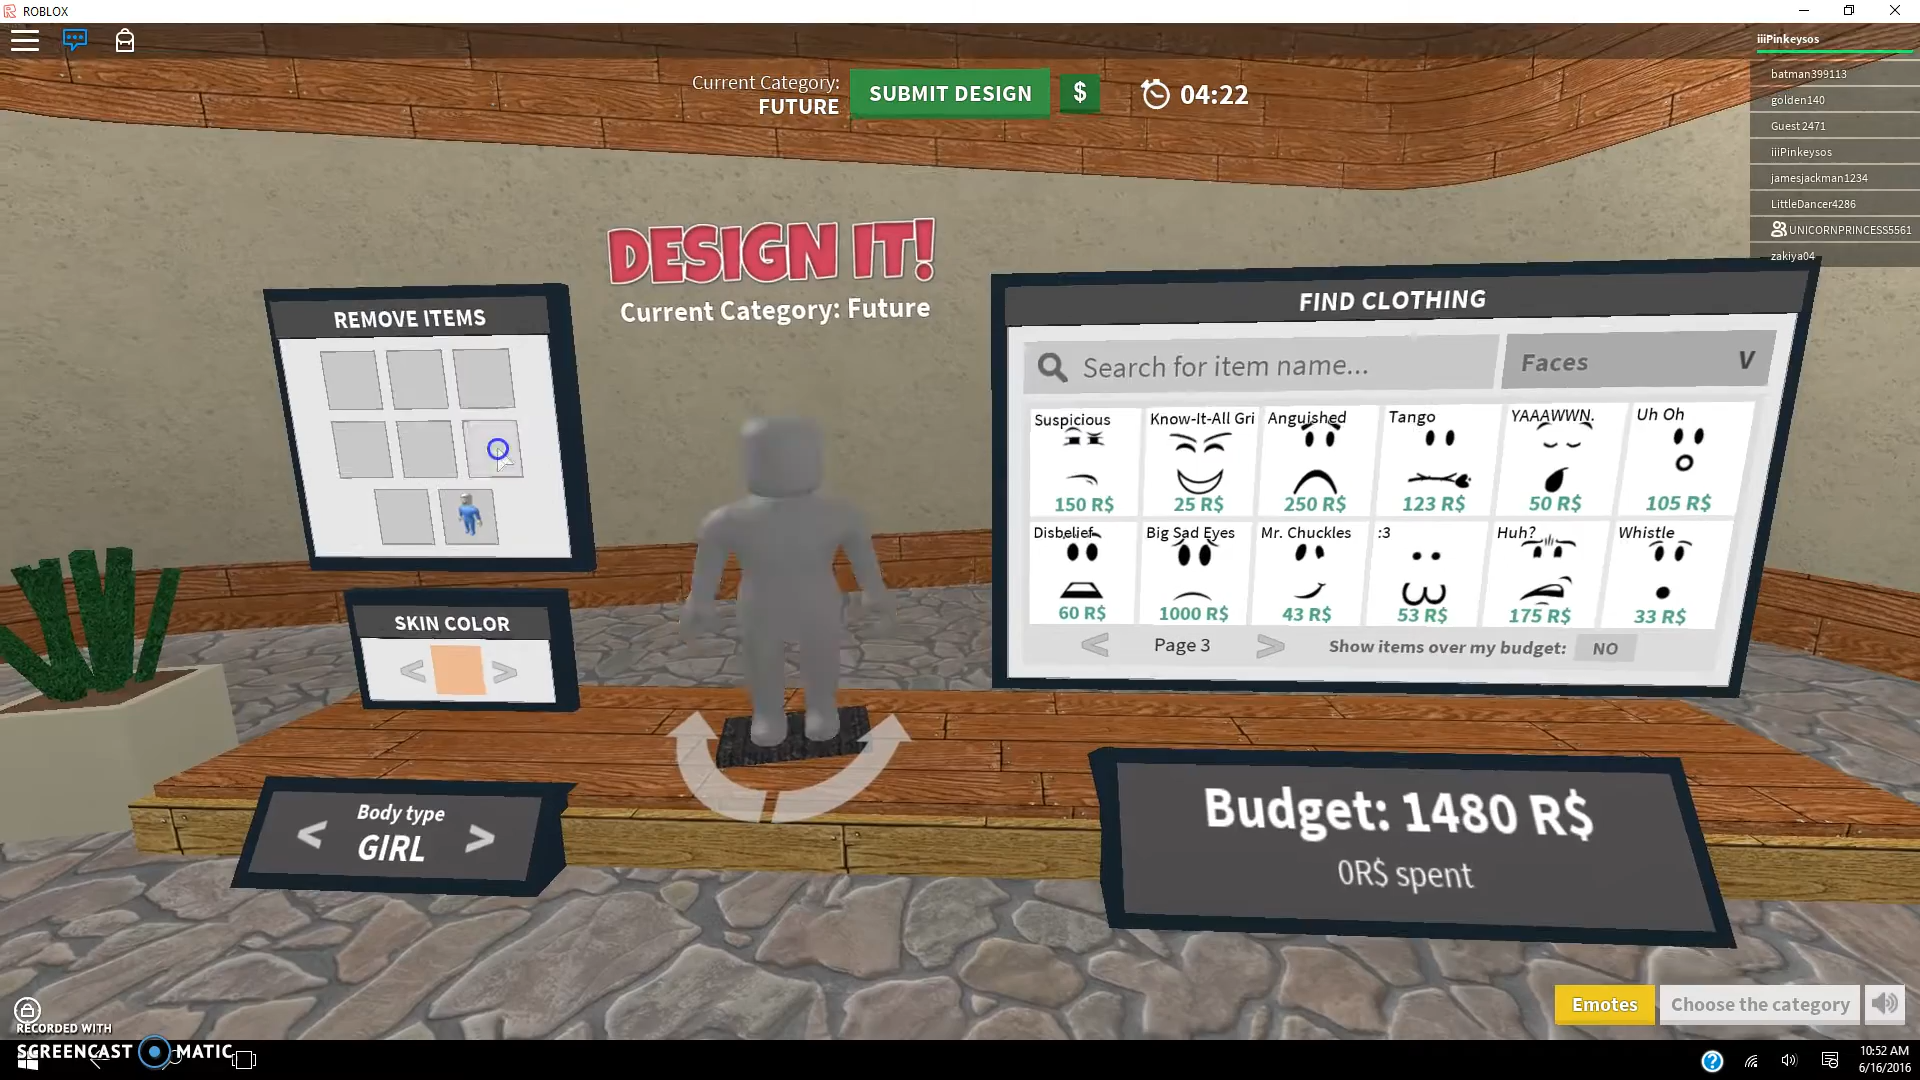 ROBLOX
iiiPinkeysos
batman399113
golden140
Guest 2471
iiiPinkeysos
jamesjackman1234
LittleDancer4286
UNICORNPRINCESS5561
zakiya04
Current Category:
FUTURE
SUBMIT DESIGN
$
04:22
DESIGN IT!
Current Category: Future
REMOVE ITEMS
SKIN COLOR
< >
Body type
< GIRL >
FIND CLOTHING
Search for item name...
Faces V
Suspicious Know-It-All Gri Anguished Tango YAAAWWN. Uh Oh
150 R$ 25 R$ 250 R$ 123 R$ 50 R$ 105 R$
Disbelief Big Sad Eyes Mr. Chuckles :3 Huh? Whistle
60 R$ 1000 R$ 43 R$ 53 R$ 175 R$ 33 R$
< Page 3 > Show items over my budget: NO
Budget: 1480 R$
0R$ spent
Emotes
Choose the category
RECORDED WITH
SCREENCAST MATIC
10:52 AM
6/16/2016